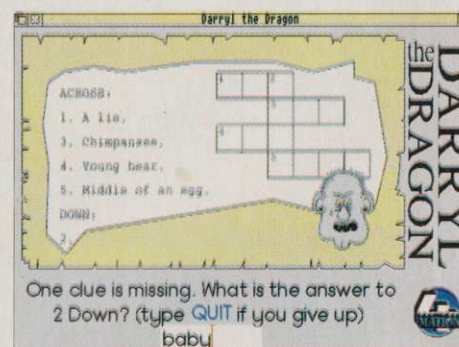 Darryl the Dragon
ACROSS:
1. A lie.
3. Chimpanzee.
4. Young bear.
5. Middle of an egg.
DOWN:
2.
1 2
3
4
5
the DARRYL
DRAGON
One clue is missing. What is the answer to
2 Down? (type QUIT if you give up)
baby